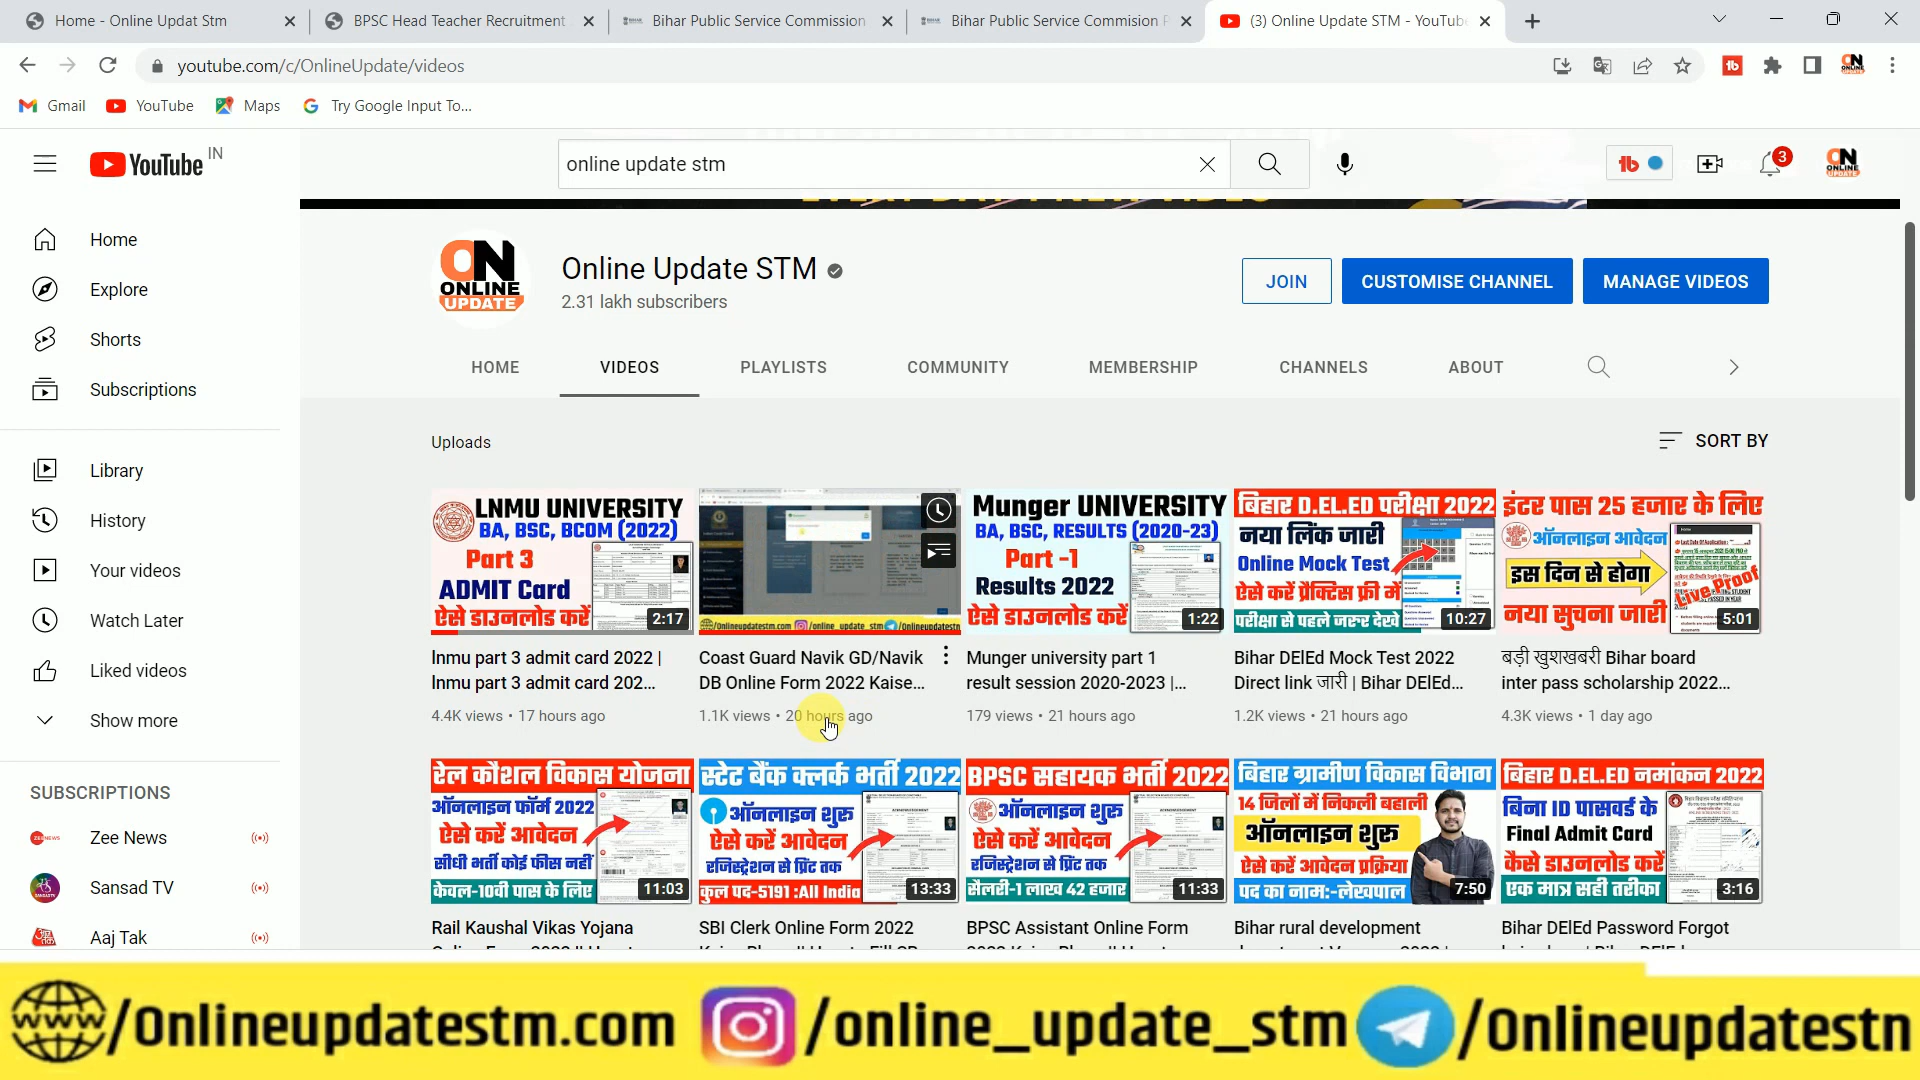 Home - Online Updat Stm
BPSC Head Teacher Recruitment
Bihar Public Service Commission
Bihar Public Service Commision
(3) Online Update STM - YouTub
youtube.com/c/OnlineUpdate/videos
Gmail
YouTube
Maps
Try Google Input To...
YouTube IN
online update stm
3
Home
Explore
Shorts
Subscriptions
Library
History
Your videos
Watch Later
Liked videos
Show more
SUBSCRIPTIONS
Zee News
Sansad TV
Aaj Tak
ON
ONLINE
UPDATE
Online Update STM
2.31 lakh subscribers
JOIN
CUSTOMISE CHANNEL
MANAGE VIDEOS
HOME
VIDEOS
PLAYLISTS
COMMUNITY
MEMBERSHIP
CHANNELS
ABOUT
Uploads
SORT BY
LNMU UNIVERSITY
BA, BSC, BCOM (2022)
Part 3
ADMIT Card
ऐसे डाउनलोड करें
2:17
lnmu part 3 admit card 2022 |
lnmu part 3 admit card 202...
4.4K views • 17 hours ago
/Onlineupdatestm.com
/online_update_stm
/Onlineupdatestn
Coast Guard Navik GD/Navik
DB Online Form 2022 Kaise...
1.1K views • 20 hours ago
Munger UNIVERSITY
BA, BSC, RESULTS (2020-23)
Part -1
Results 2022
ऐसे डाउनलोड करें
1:22
Munger university part 1
result session 2020-2023 |...
179 views • 21 hours ago
बिहार D.EL.ED परीक्षा 2022
नया लिंक जारी
Online Mock Test
ऐसे करें प्रैक्टिस फ्री में
परीक्षा से पहले जरूर देखे
10:27
Bihar DElEd Mock Test 2022
Direct link जारी | Bihar DElEd...
1.2K views • 21 hours ago
इंटर पास 25 हजार के लिए
ऑनलाइन आवेदन
इस दिन से होगा
नया सुचना जारी
Live Proof
5:01
बड़ी खुशखबरी Bihar board
inter pass scholarship 2022...
4.3K views • 1 day ago
रेल कौशल विकास योजना
ऑनलाइन फॉर्म 2022
ऐसे करें आवेदन
सीधी भर्ती कोई फीस नहीं
केवल-10वी पास के लिए
11:03
Rail Kaushal Vikas Yojana
स्टेट बैंक क्लर्क भर्ती 2022
ऑनलाइन शुरू
ऐसे करें आवेदन
रजिस्ट्रेशन से प्रिंट तक
कुल पद-5191 :All India
13:33
SBI Clerk Online Form 2022
BPSC सहायक भर्ती 2022
ऑनलाइन शुरू
ऐसे करें आवेदन
रजिस्ट्रेशन से प्रिंट तक
सैलरी-1 लाख 42 हजार
11:33
BPSC Assistant Online Form
बिहार ग्रामीण विकास विभाग
14 जिलों में निकली बहाली
ऑनलाइन शुरू
ऐसे करें आवेदन प्रक्रिया
पद का नाम:-लेखपाल
7:50
Bihar rural development
बिहार D.EL.ED नमांकन 2022
बिना ID पासवर्ड के
Final Admit Card
कैसे डाउनलोड करें
एक मात्र सही तरीका
3:16
Bihar DElEd Password Forgot
/Onlineupdatestm.com
/online_update_stm
/Onlineupdatestn